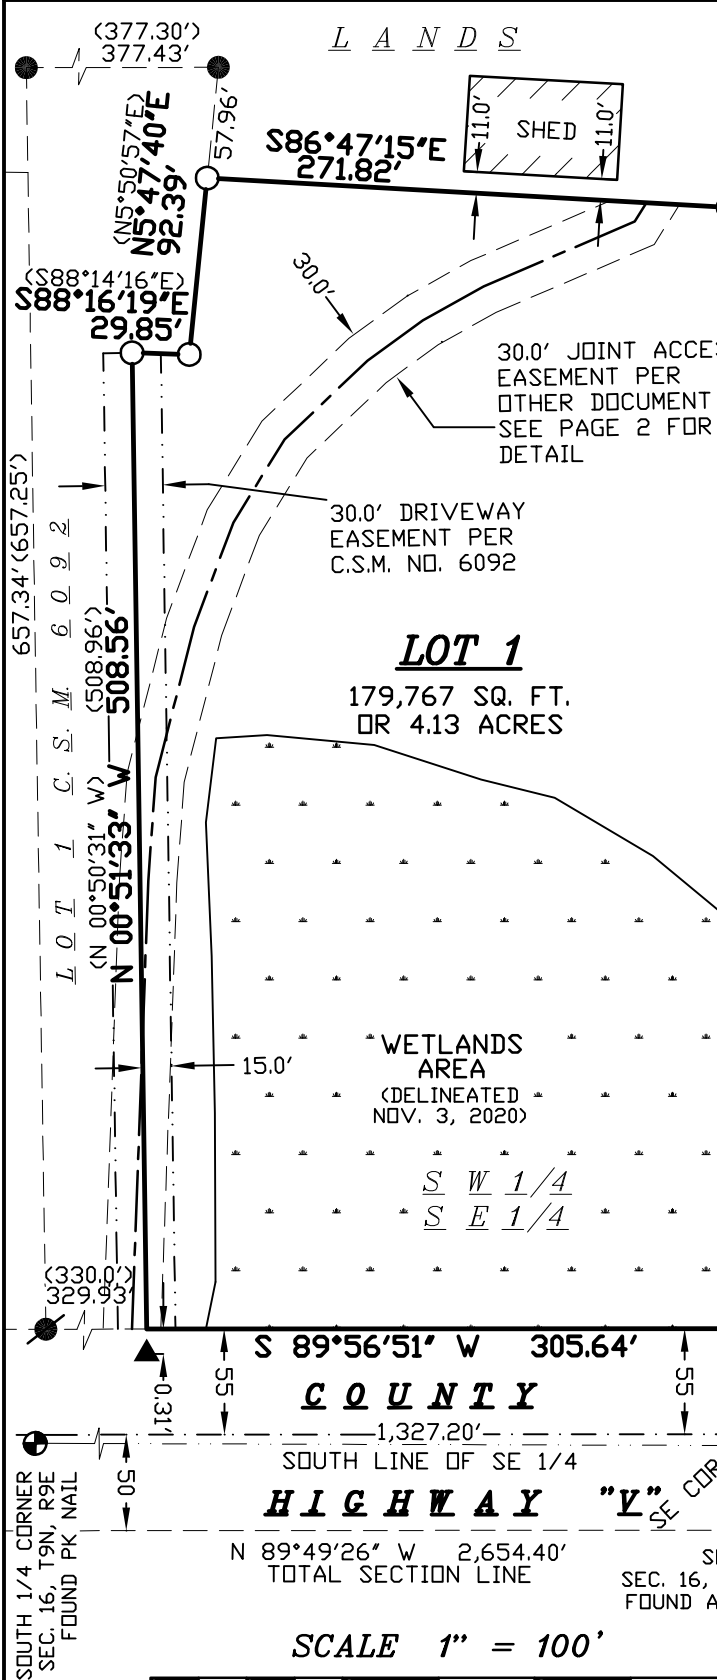 (377.30')
377.43'
L A N D S
57.96'
(N5°50'57"E)
N5°47'40"E
92.39'
S86°47'15"E
271.82'
11.0'
SHED
11.0'
(S88°14'16"E)
S88°16'19"E
29.85'
30.0'
30.0' JOINT ACCE
EASEMENT PER
OTHER DOCUMENT
SEE PAGE 2 FOR
DETAIL
657.34' (657.25')
LOT 1 C.S.M. 6092
30.0' DRIVEWAY
EASEMENT PER
C.S.M. NO. 6092
(N 00°50'31" W) (508.96')
N 00°51'33" W 508.56'
LOT 1
179,767 SQ. FT.
OR 4.13 ACRES
15.0'
WETLANDS
AREA
(DELINEATED
NOV. 3, 2020)
S W 1/4
S E 1/4
(330.0')
329.93'
S 89°56'51" W 305.64'
0.31'
55
55
C O U N T Y
1,327.20'
SOUTH LINE OF SE 1/4
50
H I G H W A Y "V"
SE COR
N 89°49'26" W 2,654.40'
TOTAL SECTION LINE
SOUTH 1/4 CORNER
SEC. 16, T9N, R9E
FOUND PK NAIL
S
SEC. 16,
FOUND A
SCALE 1" = 100'